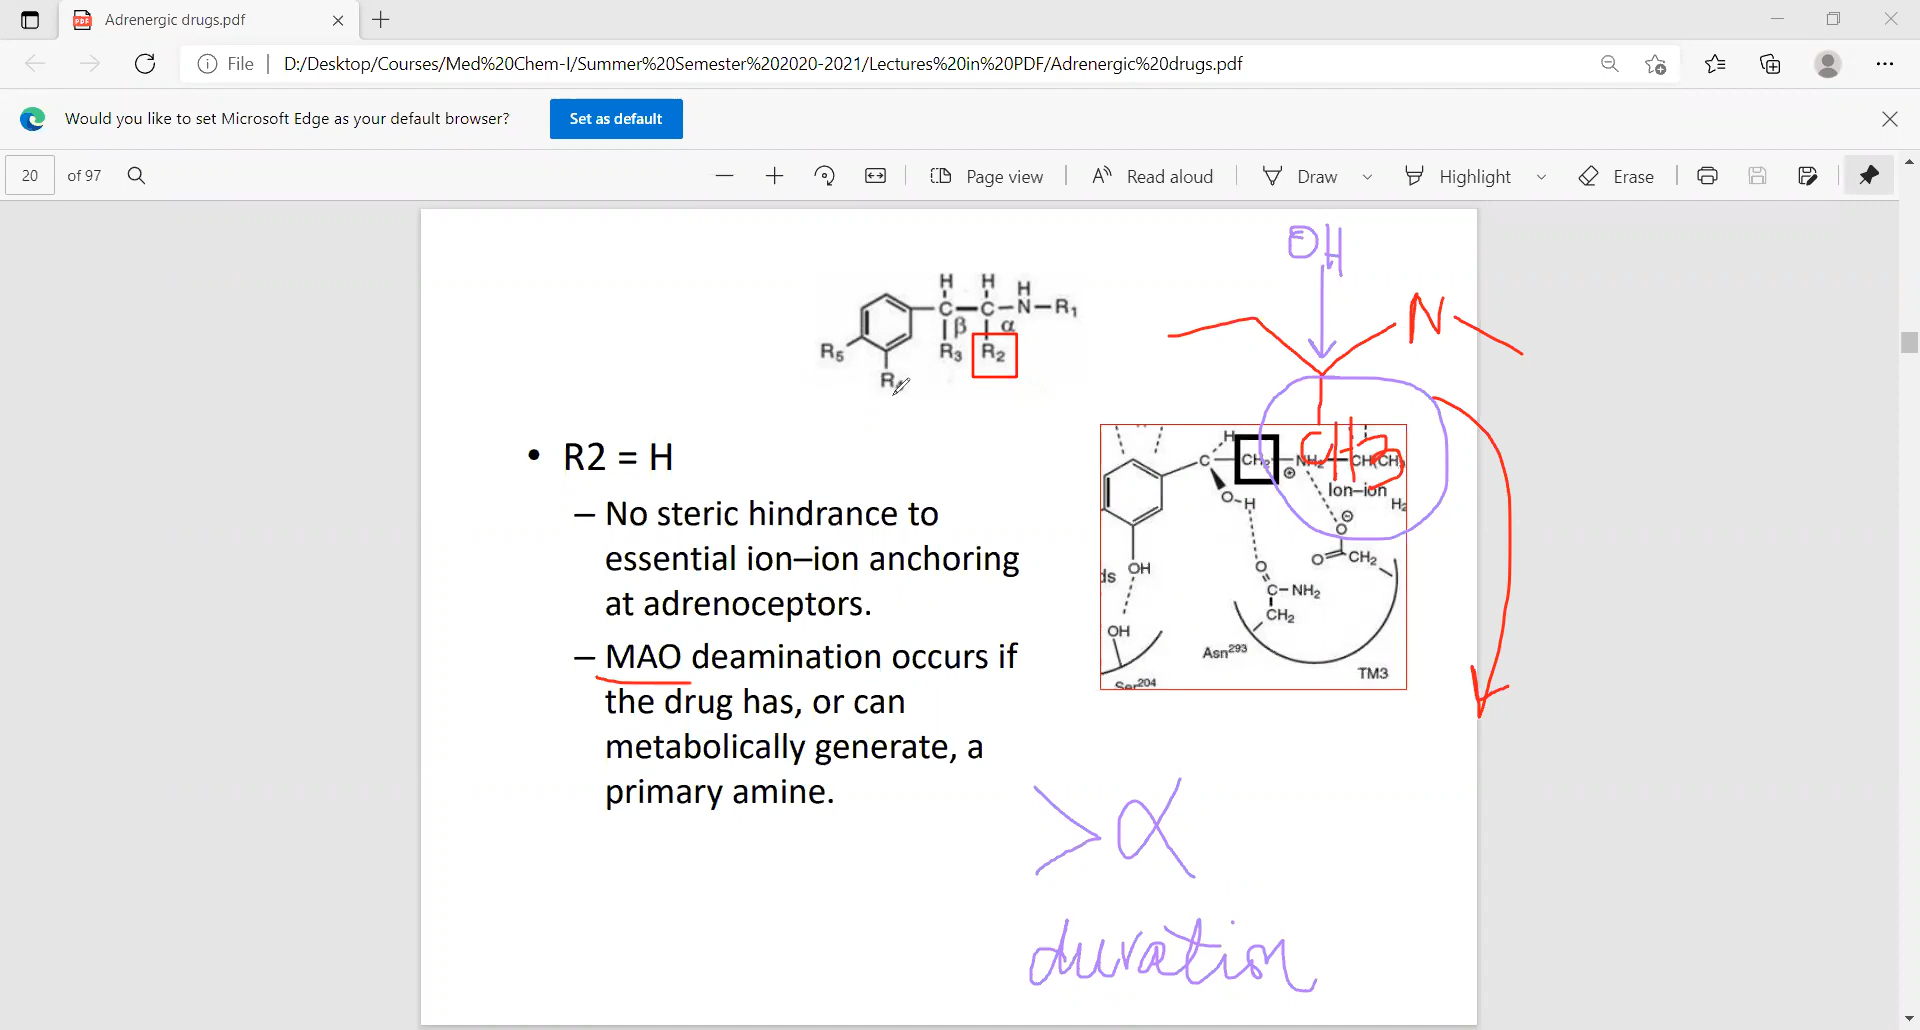 Adrenergic drugs.pdf
File | D:/Desktop/Courses/Med%20Chem-I/Summer%20Semester%202020-2021/Lectures%20in%20PDF/Adrenergic%20drugs.pdf
Would you like to set Microsoft Edge as your default browser? Set as default
20 of 97 Page view Read aloud Draw Highlight Erase
OH
H H H
C C N R1
β α
R5 R3 R2
N
CH3
• R2 = H
– No steric hindrance to
essential ion–ion anchoring
at adrenoceptors.
– MAO deamination occurs if
the drug has, or can
metabolically generate, a
primary amine.
H
C CH2 NH2 CH(CH3
⊕ Ion–ion
O-H H2
⊖
O
O CH2
ds OH O
C-NH2
OH CH2
Asn293
TM3
Ser204
>α
duration